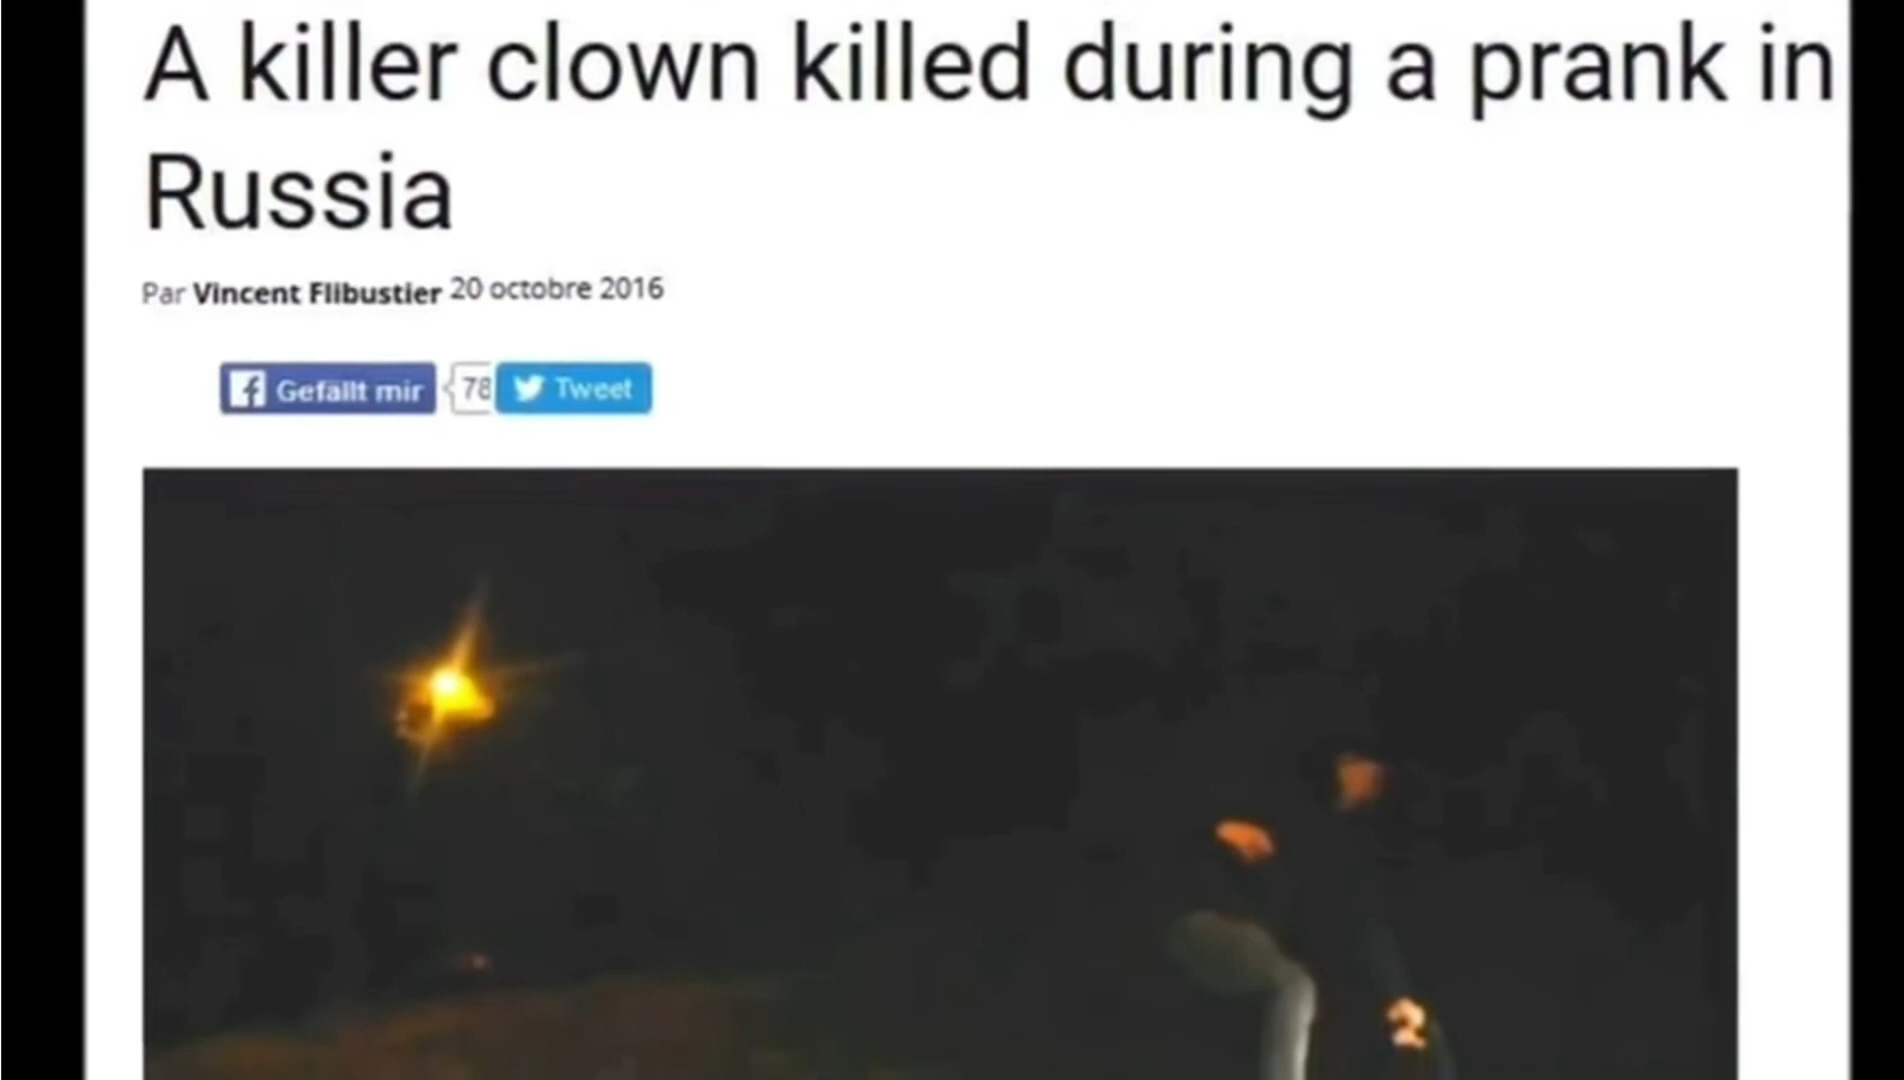 A killer clown killed during a prank in
Russia
Par Vincent Flibustier 20 octobre 2016
Gefällt mir 78 Tweet